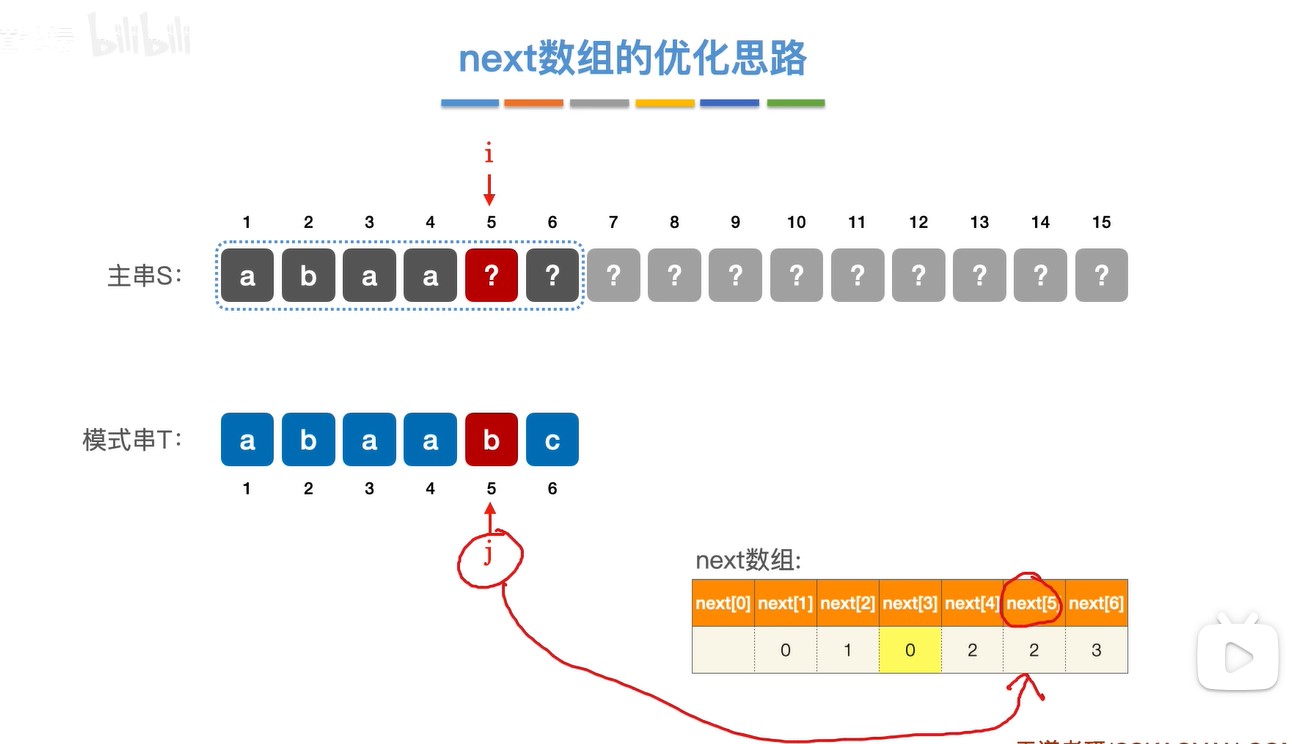 bilibili
next数组的优化思路
i
1 2 3 4 5 6 7 8 9 10 11 12 13 14 15
主串S: a b a a ? ? ? ? ? ? ? ? ? ? ?
模式串T: a b a a b c
1 2 3 4 5 6
j
next数组:
next[0] next[1] next[2] next[3] next[4] next[5 next[6]
0 1 0 2 2 3